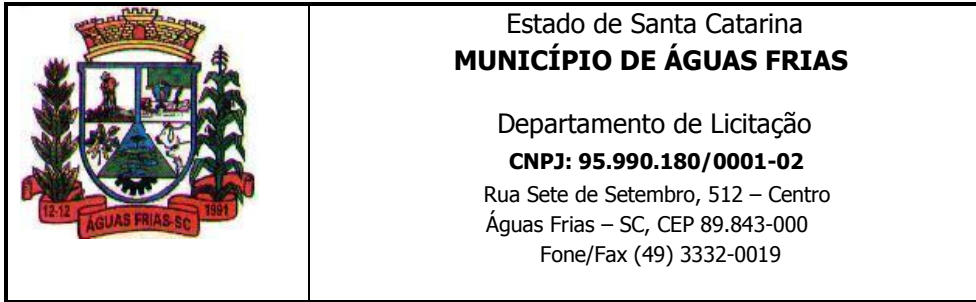 12-12
ÁGUAS FRIAS-SC
1991
Estado de Santa Catarina
MUNICÍPIO DE ÁGUAS FRIAS
Departamento de Licitação
CNPJ: 95.990.180/0001-02
Rua Sete de Setembro, 512 – Centro
Águas Frias – SC, CEP 89.843-000
Fone/Fax (49) 3332-0019